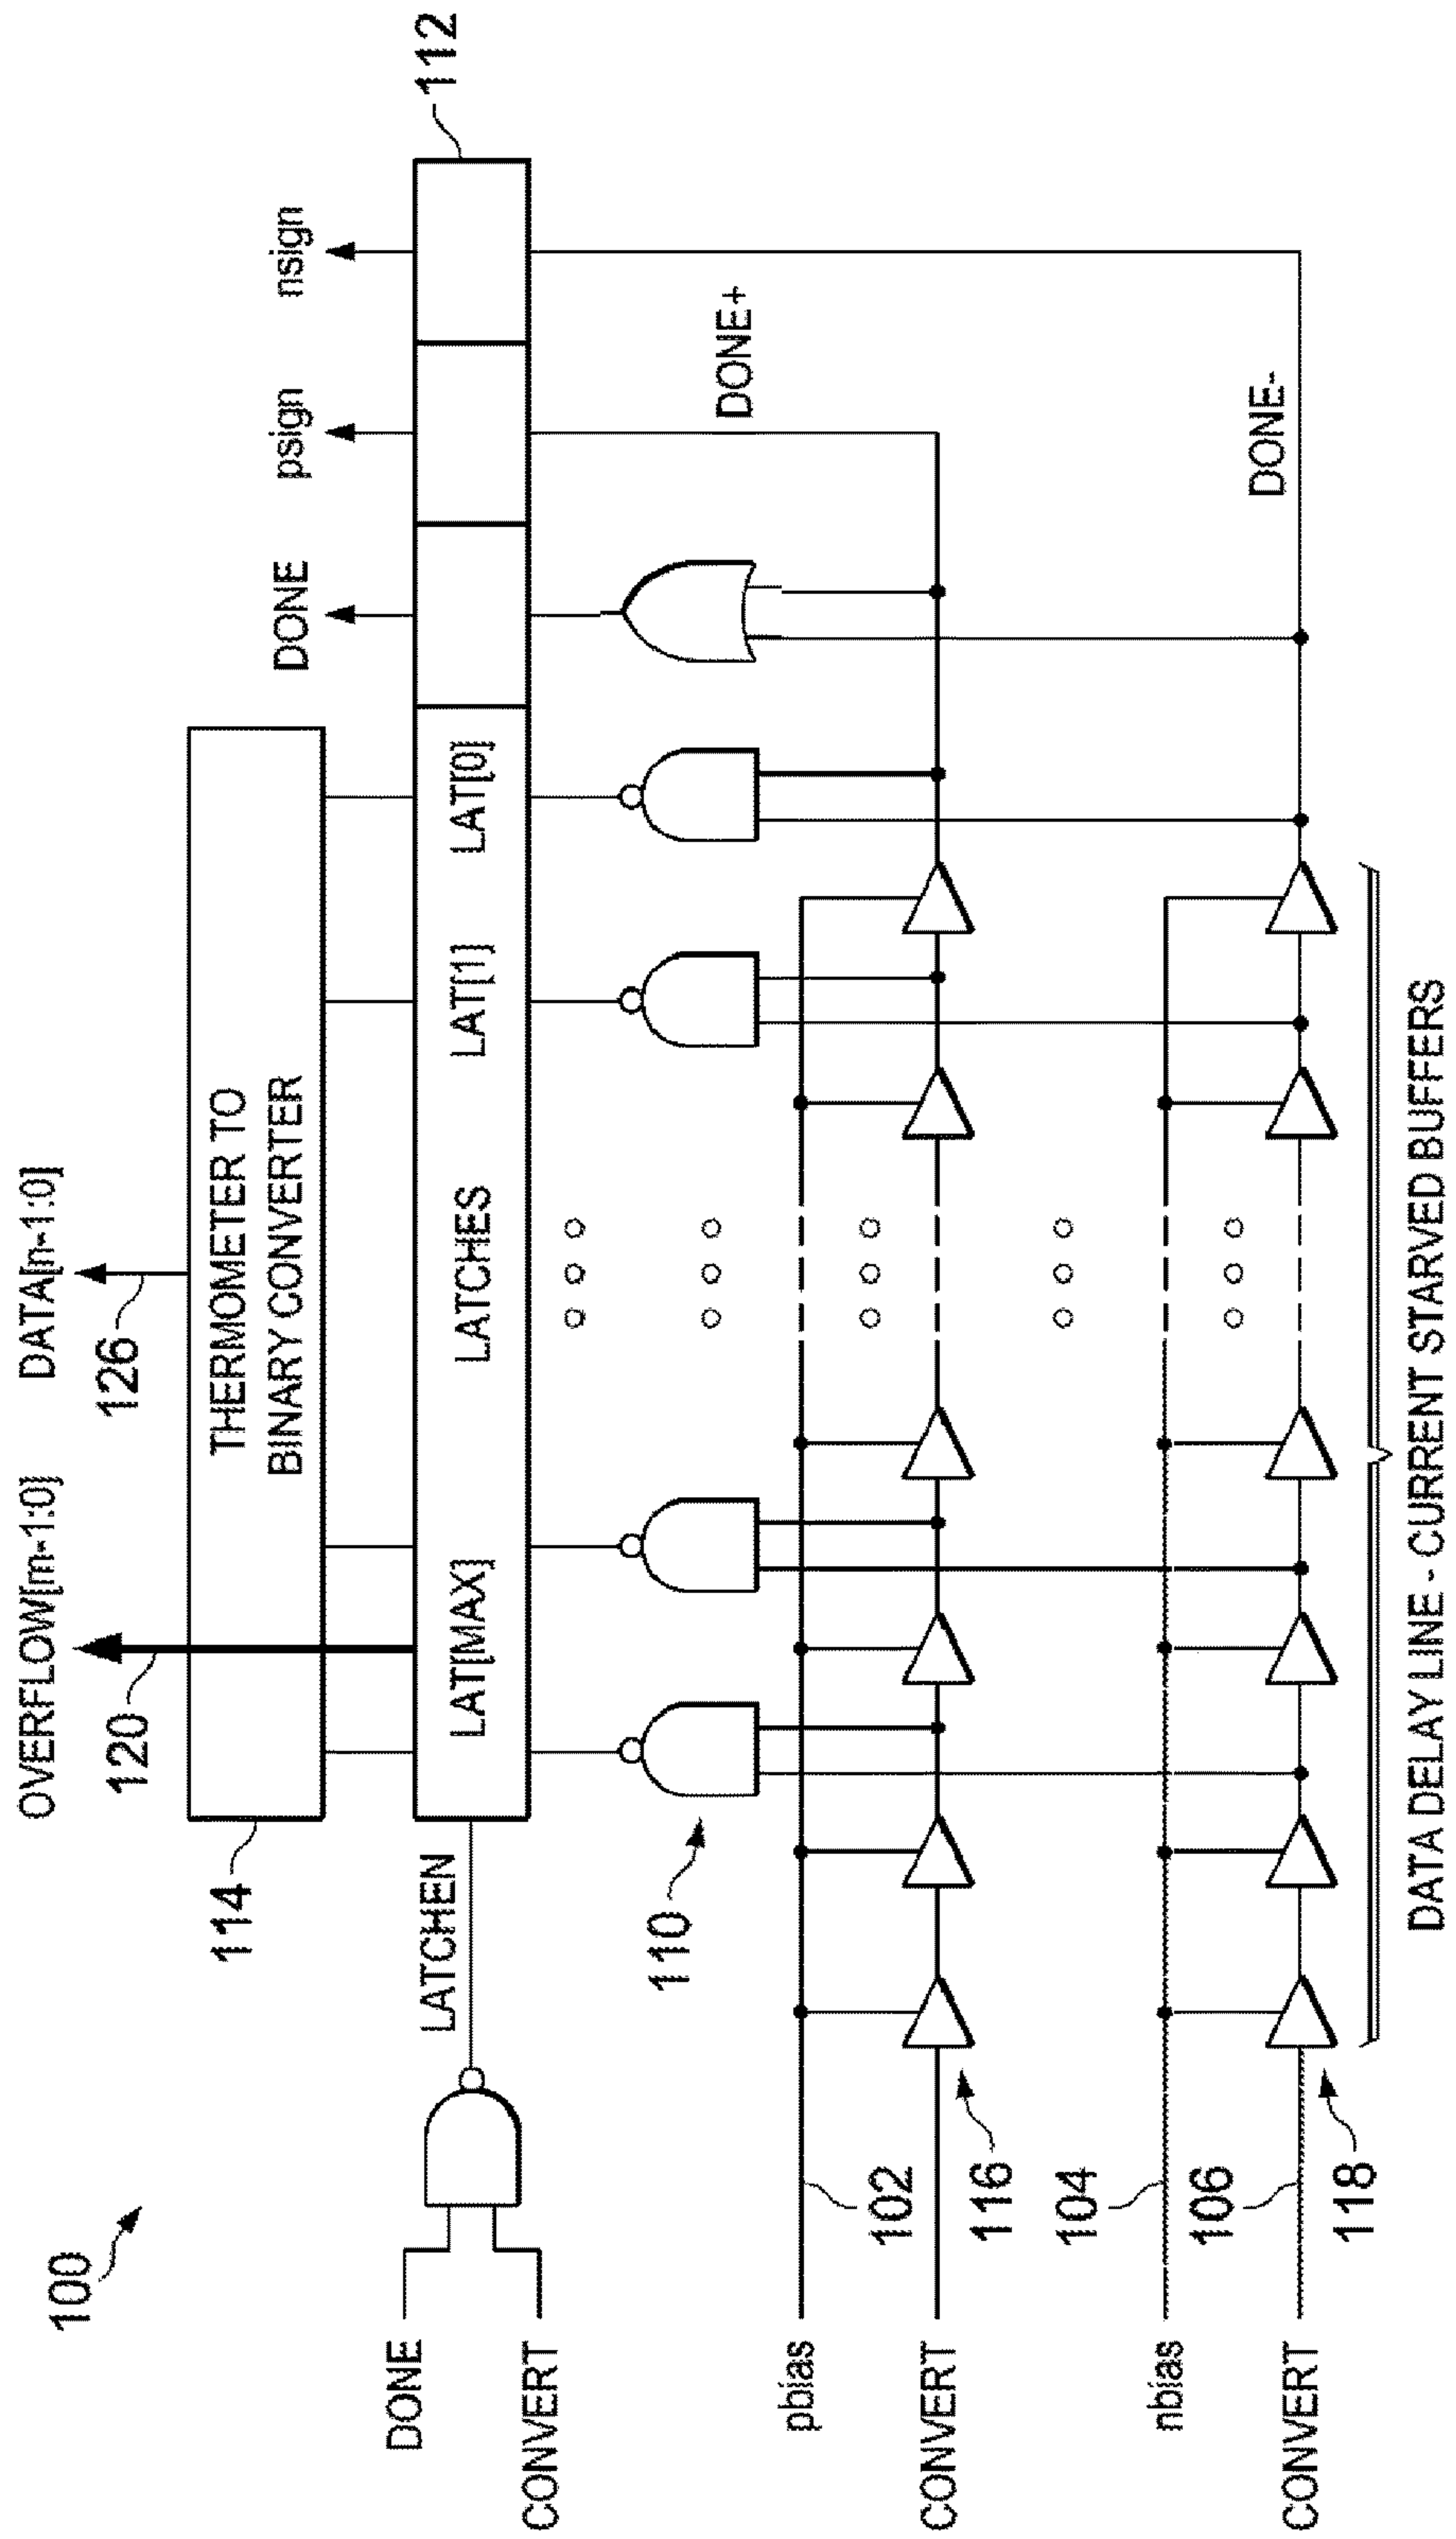 100
OVERFLOW[m-1:0]
DATA[n-1:0]
120
126
114
THERMOMETER TO
BINARY CONVERTER
DONE
psign
nsign
112
DONE
CONVERT
LATCHEN
LAT[MAX]
LATCHES
LAT[1]
LAT[0]
110
DONE+
pbias
102
CONVERT
116
nbias
104
DONE-
CONVERT
106
118
DATA DELAY LINE - CURRENT STARVED BUFFERS